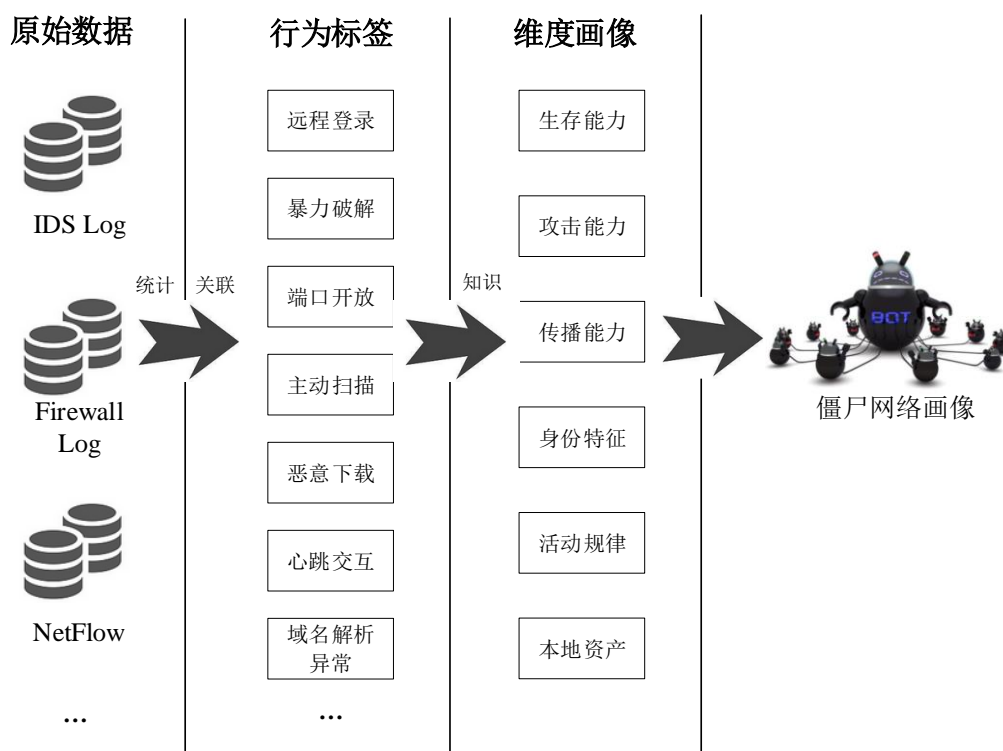 原始数据
行为标签
维度画像
IDS Log
Firewall
Log
NetFlow
...
统计
关联
远程登录
暴力破解
端口开放
主动扫描
恶意下载
心跳交互
域名解析
异常
...
知识
生存能力
攻击能力
传播能力
身份特征
活动规律
本地资产
BOT
僵尸网络画像